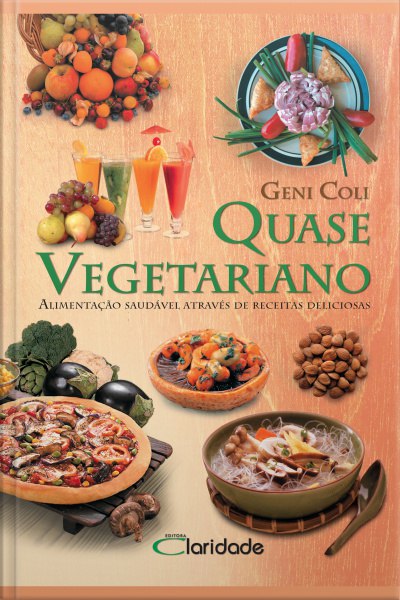 GENI COLI
QUASE
VEGETARIANO
ALIMENTAÇÃO SAUDÁVEL ATRAVÉS DE RECEITAS DELICIOSAS
EDITORA
Claridade